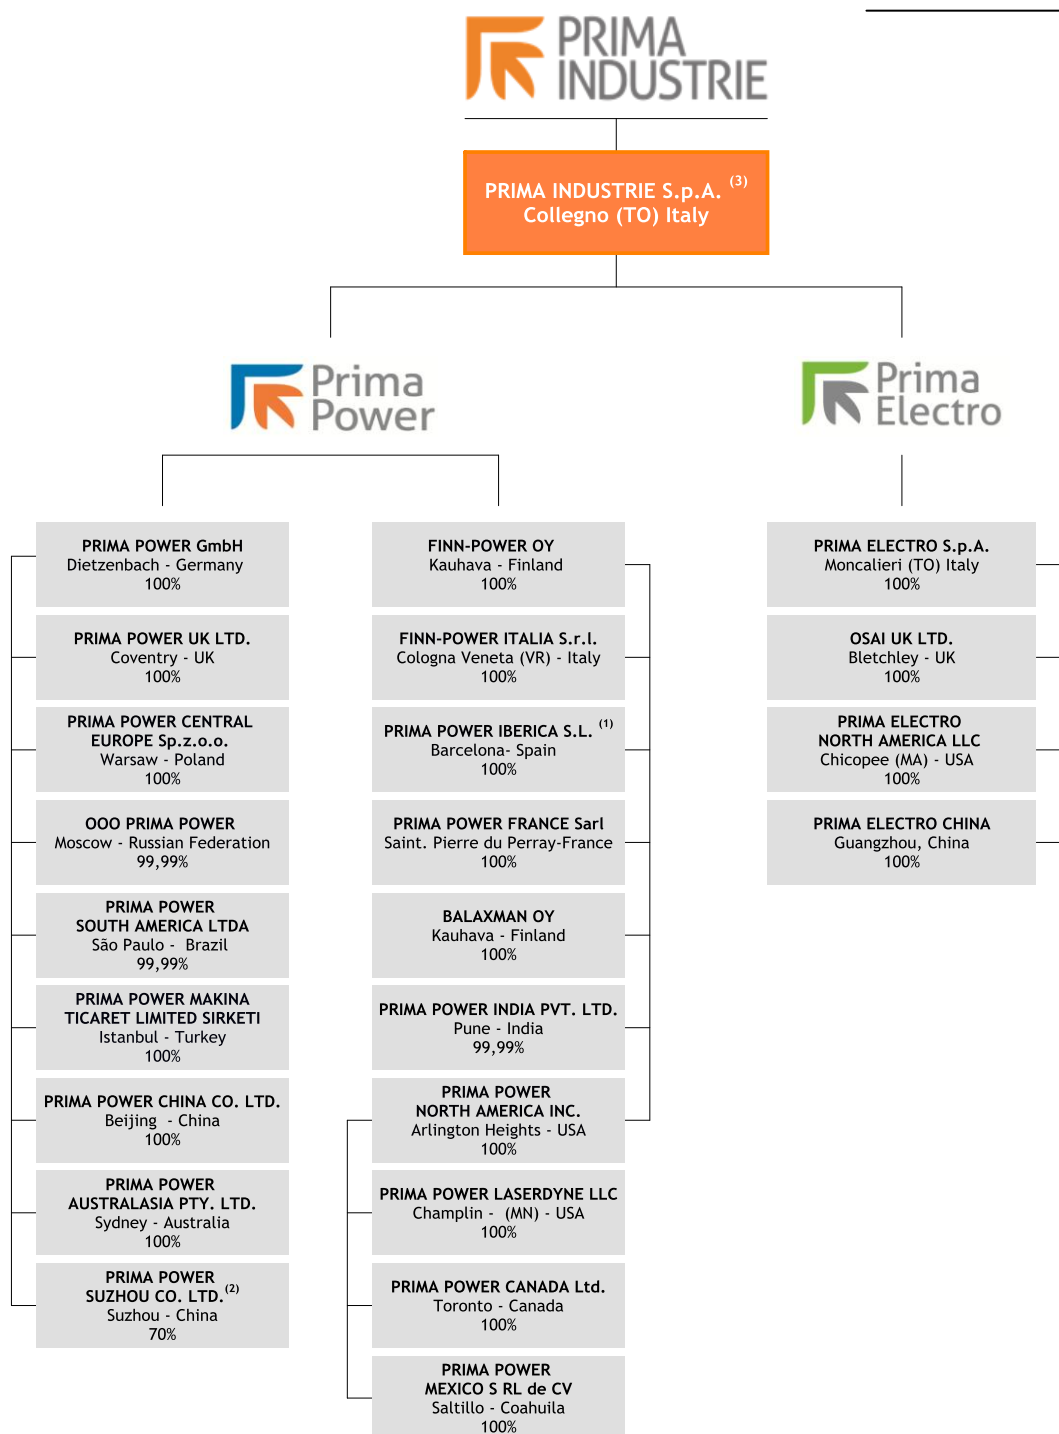 PRIMA
INDUSTRIE
PRIMA INDUSTRIE S.p.A. (3)
Collegno (TO) Italy
Prima
Power
Prima
Electro
PRIMA POWER GmbH
Dietzenbach - Germany
100%
PRIMA POWER UK LTD.
Coventry - UK
100%
PRIMA POWER CENTRAL
EUROPE Sp.z.o.o.
Warsaw - Poland
100%
OOO PRIMA POWER
Moscow - Russian Federation
99,99%
PRIMA POWER
SOUTH AMERICA LTDA
São Paulo - Brazil
99,99%
PRIMA POWER MAKINA
TICARET LIMITED SIRKETI
Istanbul - Turkey
100%
PRIMA POWER CHINA CO. LTD.
Beijing - China
100%
PRIMA POWER
AUSTRALASIA PTY. LTD.
Sydney - Australia
100%
PRIMA POWER
SUZHOU CO. LTD. (2)
Suzhou - China
70%
FINN-POWER OY
Kauhava - Finland
100%
FINN-POWER ITALIA S.r.l.
Cologna Veneta (VR) - Italy
100%
PRIMA POWER IBERICA S.L. (1)
Barcelona- Spain
100%
PRIMA POWER FRANCE Sarl
Saint. Pierre du Perray-France
100%
BALAXMAN OY
Kauhava - Finland
100%
PRIMA POWER INDIA PVT. LTD.
Pune - India
99,99%
PRIMA POWER
NORTH AMERICA INC.
Arlington Heights - USA
100%
PRIMA POWER LASERDYNE LLC
Champlin - (MN) - USA
100%
PRIMA POWER CANADA Ltd.
Toronto - Canada
100%
PRIMA POWER
MEXICO S RL de CV
Saltillo - Coahuila
100%
PRIMA ELECTRO S.p.A.
Moncalieri (TO) Italy
100%
OSAI UK LTD.
Bletchley - UK
100%
PRIMA ELECTRO
NORTH AMERICA LLC
Chicopee (MA) - USA
100%
PRIMA ELECTRO CHINA
Guangzhou, China
100%